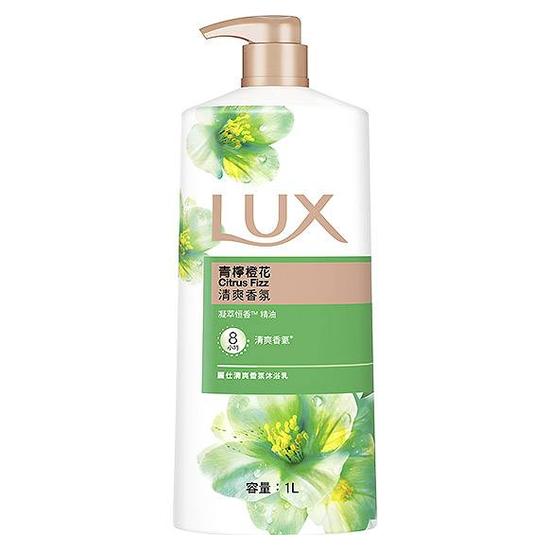 LUX
青檸橙花
Citrus Fizz
清爽香氛
凝萃恒香™ 精油
8
小時
清爽香氛*
麗仕清爽香氛沐浴乳
容量：1L